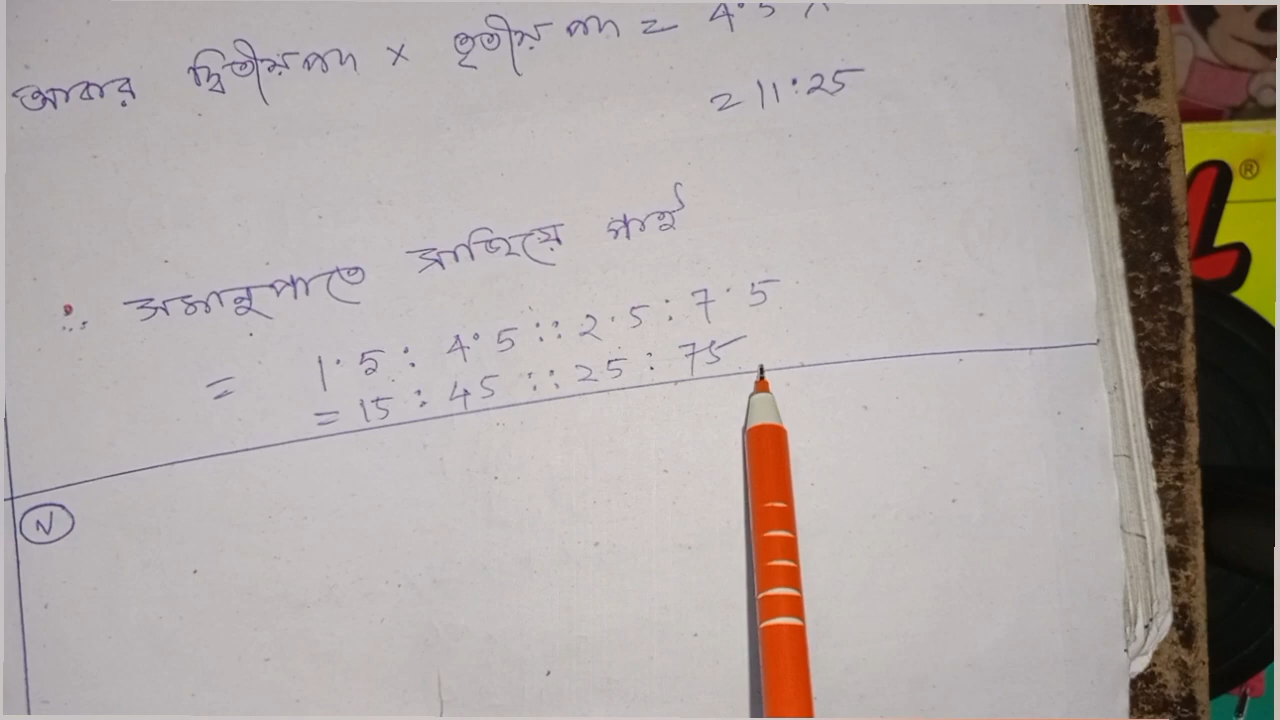 আবার দ্বিতীয় পদ × তৃতীয় পদ = 4·5 ×
= 11·25
∴ সমানুপাতে সাজিয়ে পাই
= 1·5 : 4·5 :: 2·5 : 7·5
= 15 : 45 :: 25 : 75
N
L ®